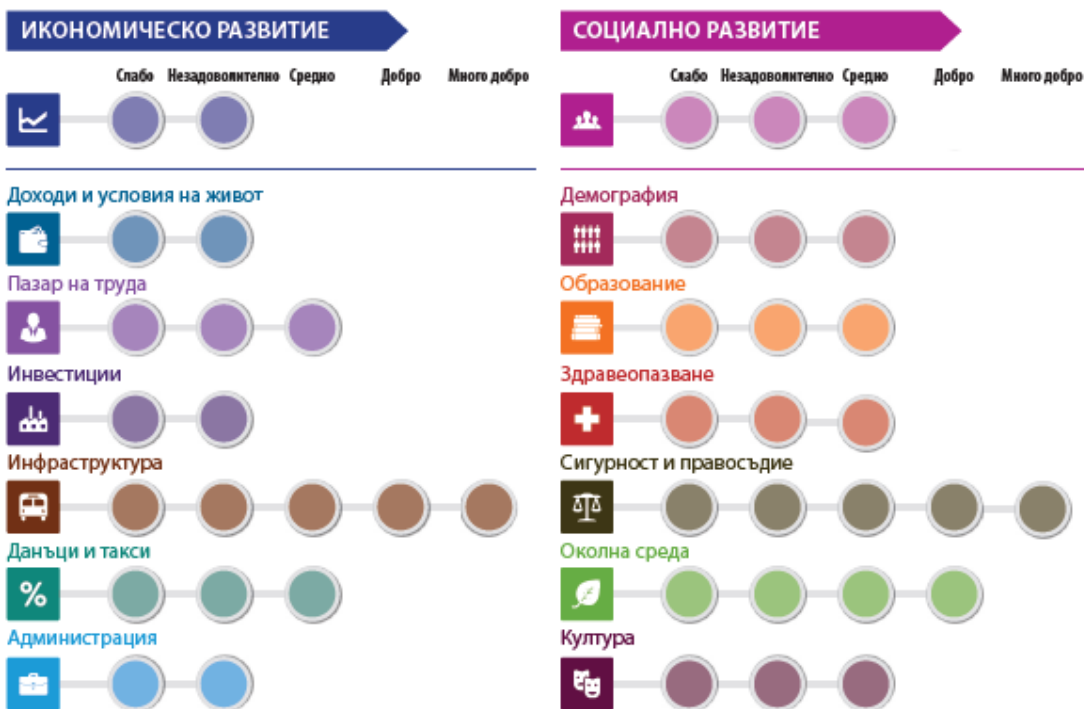 ИКОНОМИЧЕСКО РАЗВИТИЕ
Слабо Незадоволително Средно Добро Много добро
Доходи и условия на живот
Пазар на труда
Инвестиции
Инфраструктура
Данъци и такси
%
Администрация
СОЦИАЛНО РАЗВИТИЕ
Слабо Незадоволително Средно Добро Много добро
Демография
Образование
Здравеопазване
Сигурност и правосъдие
Околна среда
Култура